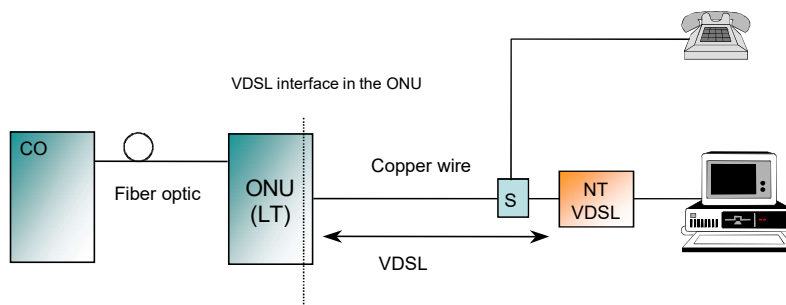 VDSL interface in the ONU
CO
Fiber optic
ONU
(LT)
Copper wire
S
NT
VDSL
VDSL